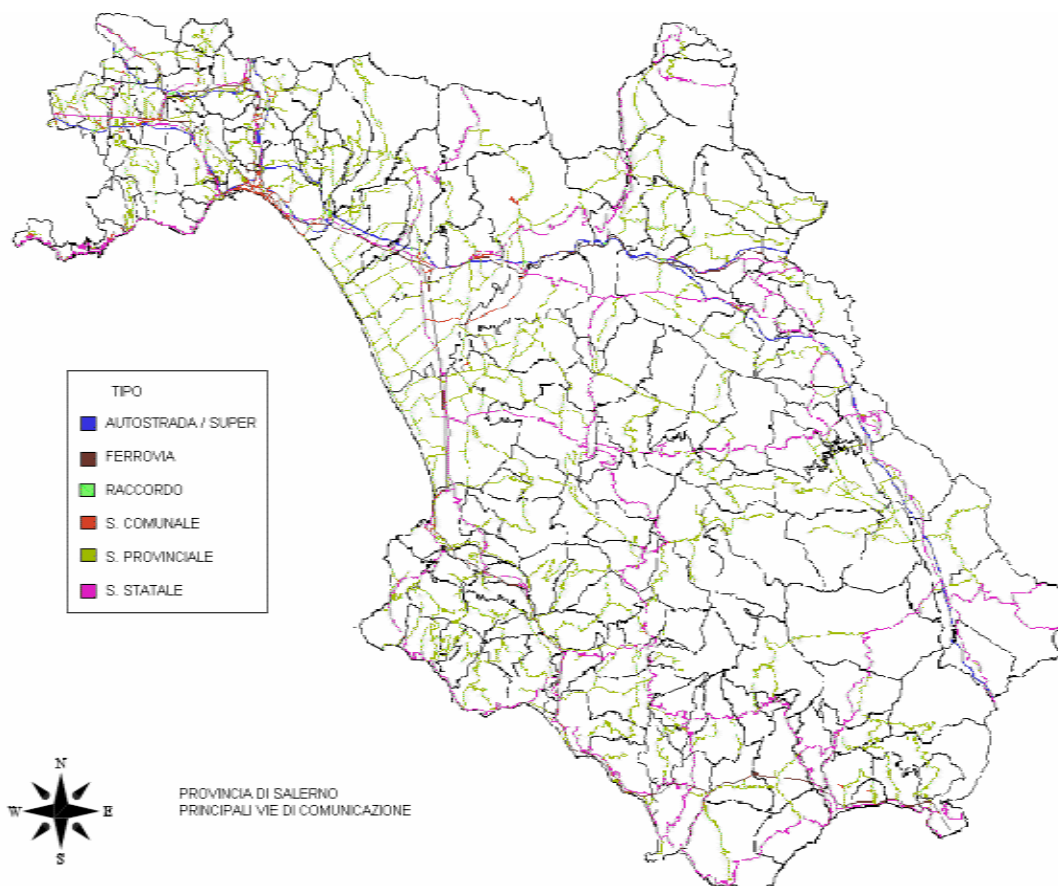 TIPO
AUTOSTRADA / SUPER
FERROVIA
RACCORDO
S. COMUNALE
S. PROVINCIALE
S. STATALE
N
W E
S
PROVINCIA DI SALERNO
PRINCIPALI VIE DI COMUNICAZIONE